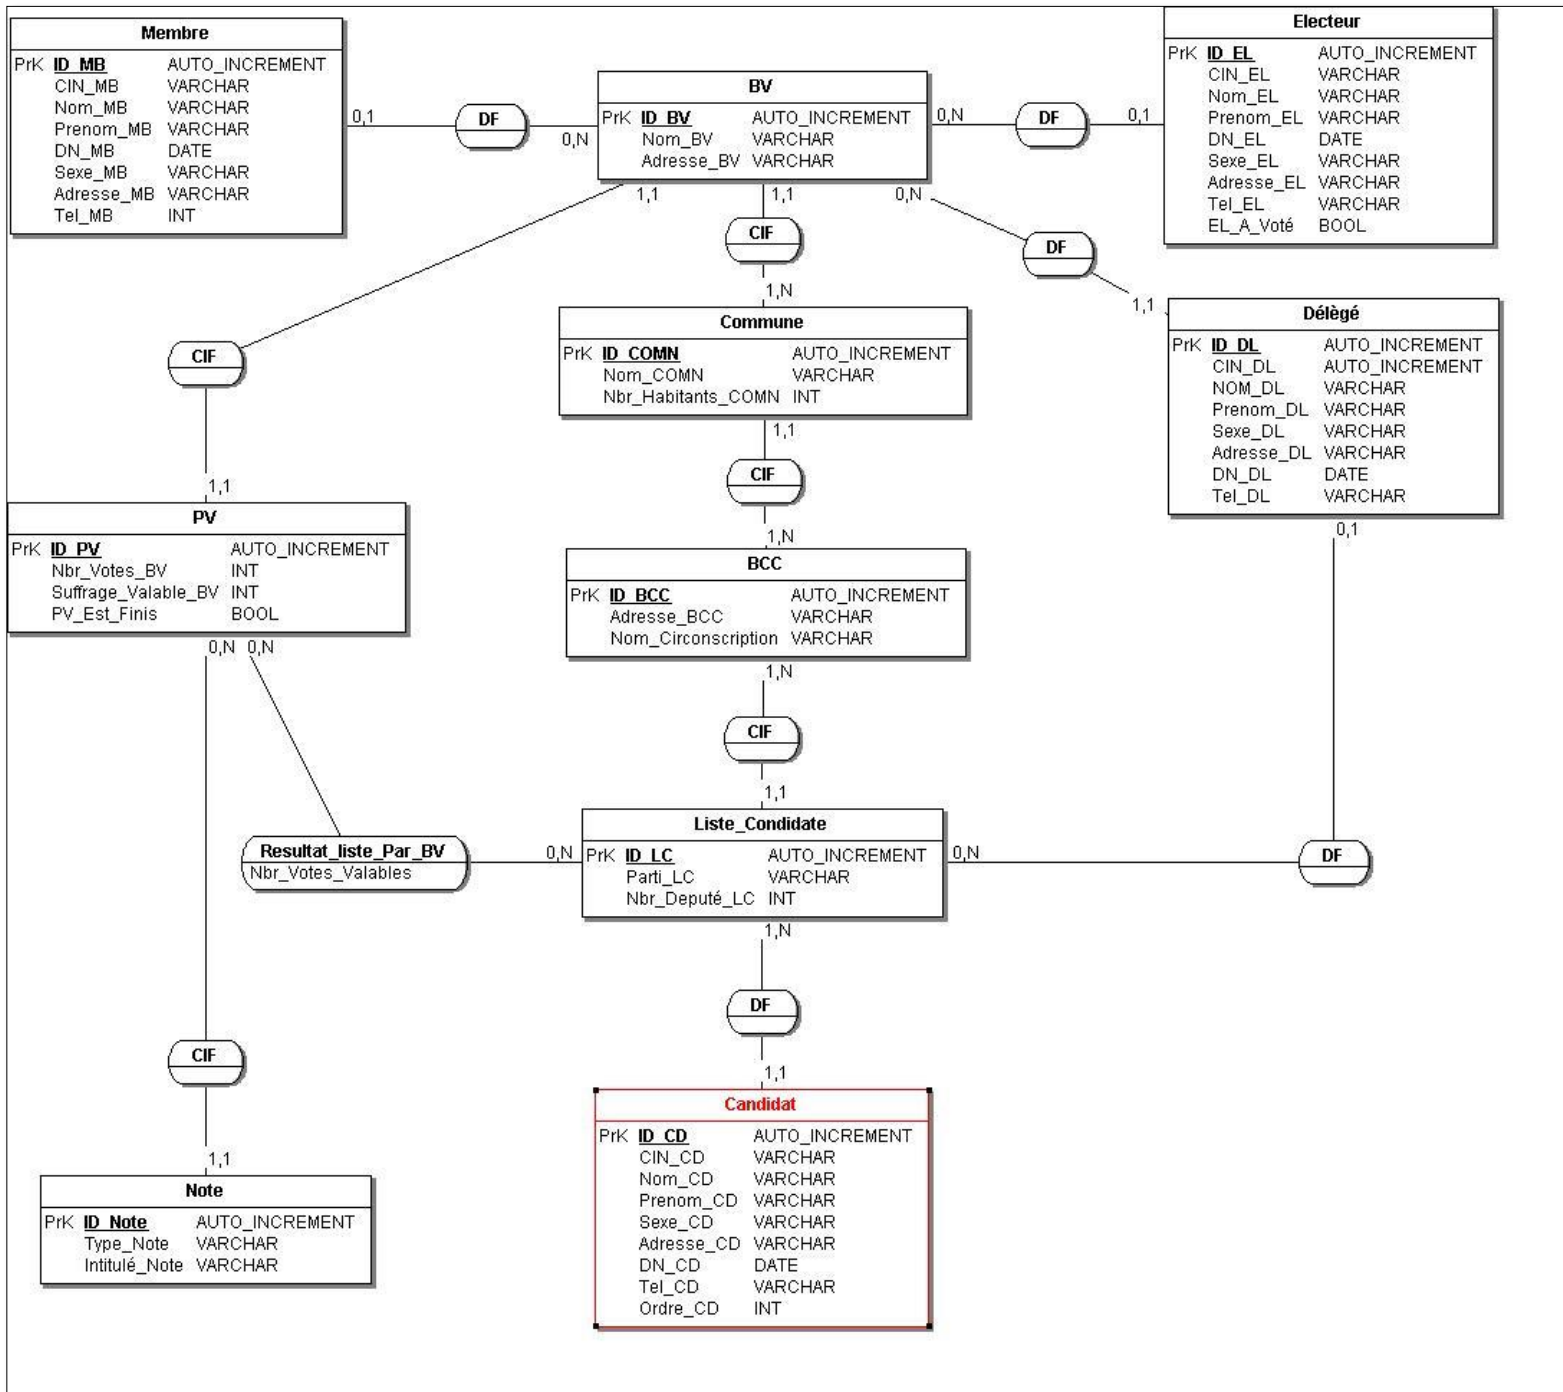 Membre
PrK ID_MB AUTO_INCREMENT
CIN_MB VARCHAR
Nom_MB VARCHAR
Prenom_MB VARCHAR
DN_MB DATE
Sexe_MB VARCHAR
Adresse_MB VARCHAR
Tel_MB INT
0,1
DF
0,N
BV
PrK ID_BV AUTO_INCREMENT
Nom_BV VARCHAR
Adresse_BV VARCHAR
0,N
DF
0,1
Electeur
PrK ID_EL AUTO_INCREMENT
CIN_EL VARCHAR
Nom_EL VARCHAR
Prenom_EL VARCHAR
DN_EL DATE
Sexe_EL VARCHAR
Adresse_EL VARCHAR
Tel_EL VARCHAR
EL_A_Voté BOOL
1,1
1,1
0,N
CIF
DF
1,N
1,1
Commune
PrK ID_COMN AUTO_INCREMENT
Nom_COMN VARCHAR
Nbr_Habitants_COMN INT
Délègé
PrK ID_DL AUTO_INCREMENT
CIN_DL AUTO_INCREMENT
NOM_DL VARCHAR
Prenom_DL VARCHAR
Sexe_DL VARCHAR
Adresse_DL VARCHAR
DN_DL DATE
Tel_DL VARCHAR
0,1
CIF
1,1
1,1
CIF
1,N
PV
PrK ID_PV AUTO_INCREMENT
Nbr_Votes_BV INT
Suffrage_Valable_BV INT
PV_Est_Finis BOOL
0,N 0,N
BCC
PrK ID_BCC AUTO_INCREMENT
Adresse_BCC VARCHAR
Nom_Circonscription VARCHAR
1,N
CIF
1,1
Resultat_liste_Par_BV
Nbr_Votes_Valables
0,N
Liste_Condidate
PrK ID_LC AUTO_INCREMENT
Parti_LC VARCHAR
Nbr_Deputé_LC INT
0,N
DF
1,N
DF
1,1
CIF
1,1
Note
PrK ID_Note AUTO_INCREMENT
Type_Note VARCHAR
Intitulé_Note VARCHAR
Candidat
PrK ID_CD AUTO_INCREMENT
CIN_CD VARCHAR
Nom_CD VARCHAR
Prenom_CD VARCHAR
Sexe_CD VARCHAR
Adresse_CD VARCHAR
DN_CD DATE
Tel_CD VARCHAR
Ordre_CD INT